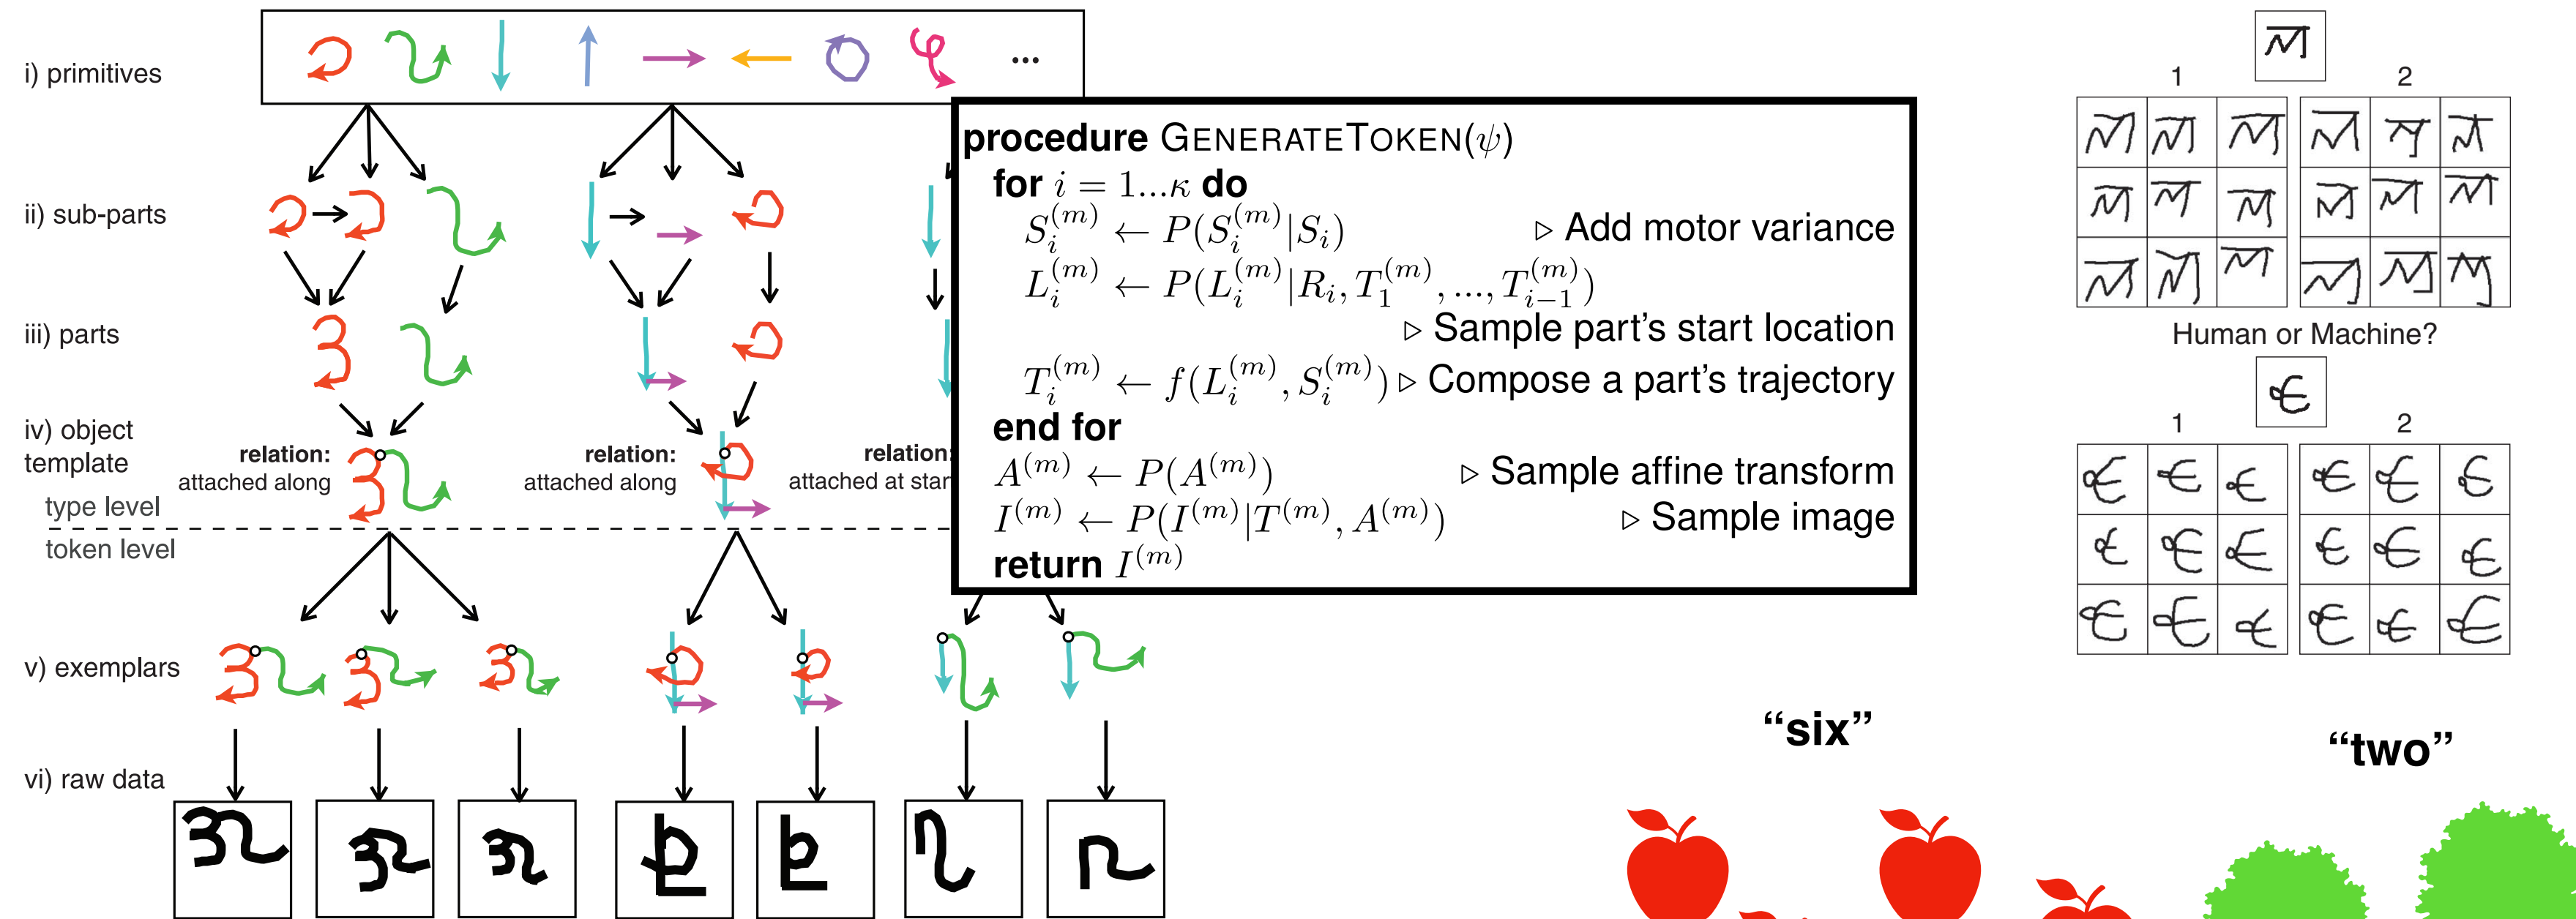 i) primitives
...
ii) sub-parts
iii) parts
iv) object
template
relation:
attached along
relation:
attached along
relation:
attached at star
type level
token level
v) exemplars
vi) raw data
procedure GENERATETOKEN(ψ)
for i = 1...κ do
S_i^{(m)} ← P(S_i^{(m)}|S_i) ▷ Add motor variance
L_i^{(m)} ← P(L_i^{(m)}|R_i, T_1^{(m)}, ..., T_{i-1}^{(m)})
▷ Sample part's start location
T_i^{(m)} ← f(L_i^{(m)}, S_i^{(m)}) ▷ Compose a part's trajectory
end for
A^{(m)} ← P(A^{(m)}) ▷ Sample affine transform
I^{(m)} ← P(I^{(m)}|T^{(m)}, A^{(m)}) ▷ Sample image
return I^{(m)}
1 2
Human or Machine?
1 2
“six”
“two”